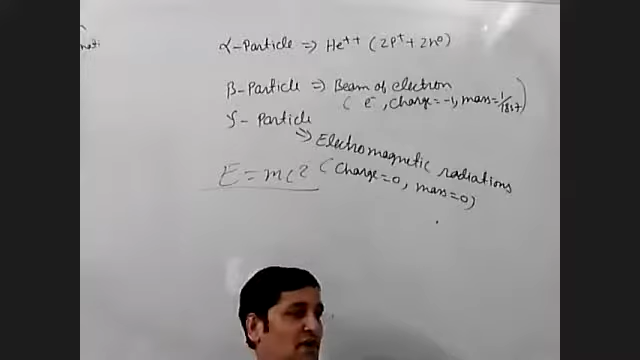 α-Particle ⇒ He++ (2P+ + 2n0)
β-Particle ⇒ Beam of electron
( e-, charge=-1, mass=1/1837)
γ- Particle
⇒ Electromagnetic radiations
(Charge=0, mass=0)
E = mc2